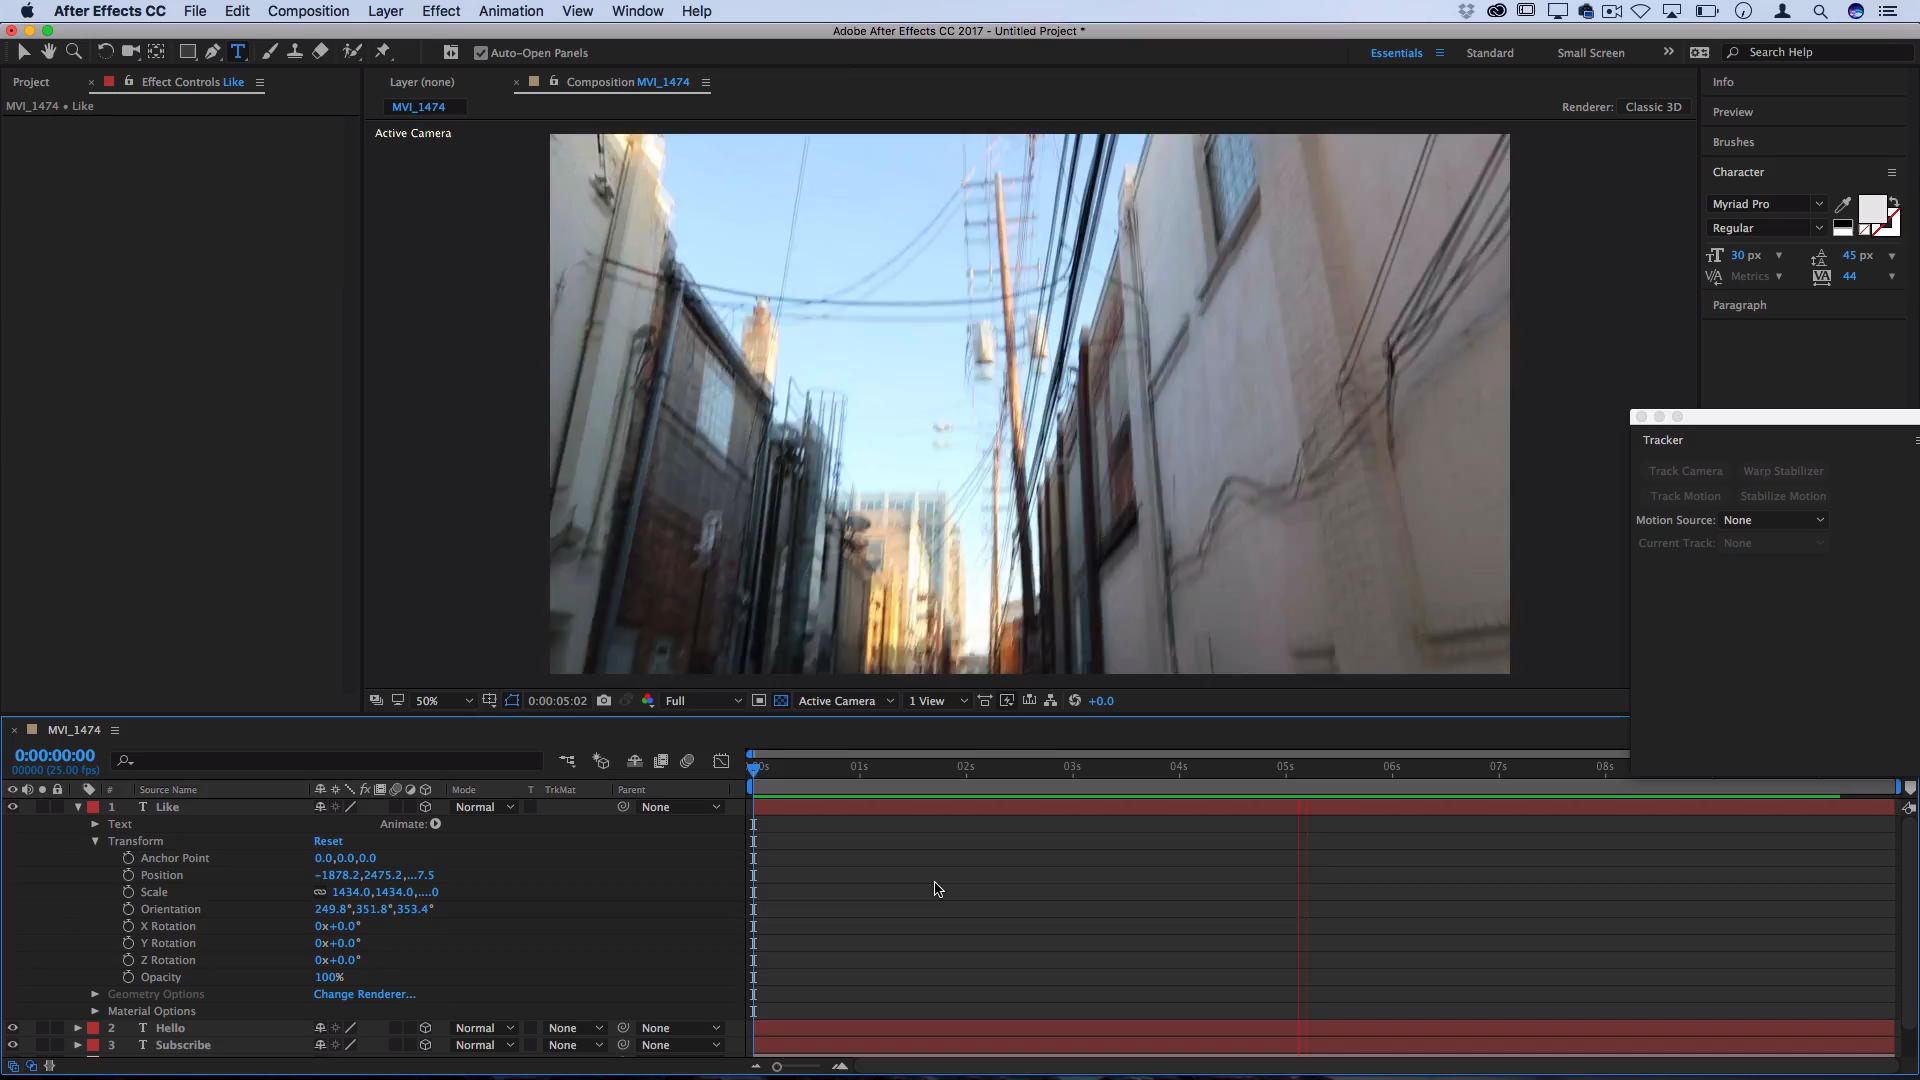 After Effects CC File Edit Composition Layer Effect Animation View Window Help
Adobe After Effects CC 2017 - Untitled Project *
T Auto-Open Panels Essentials Standard Small Screen >> Search Help
Project × Effect Controls Like Layer (none) × Composition MVI_1474 Info
MVI_1474 • Like MVI_1474 Renderer: Classic 3D
Preview
Active Camera
Brushes
Character
Myriad Pro
Regular
30 px 45 px
Metrics 44
Paragraph
Tracker
Track Camera Warp Stabilizer
Track Motion Stabilize Motion
Motion Source: None
Current Track: None
50% 0:00:05:02 Full Active Camera 1 View +0.0
× MVI_1474
0:00:00:00
00000 (25.00 fps)
00s 01s 02s 03s 04s 05s 06s 07s 08s
# Source Name fx Mode T TrkMat Parent
1 T Like Normal None
Text Animate:
Transform Reset
Anchor Point 0.0,0.0,0.0
Position −1878.2,2475.2,...7.5
Scale 1434.0,1434.0,....0
Orientation 249.8°,351.8°,353.4°
X Rotation 0x+0.0°
Y Rotation 0x+0.0°
Z Rotation 0x+0.0°
Opacity 100%
Geometry Options Change Renderer...
Material Options
2 T Hello Normal None None
3 T Subscribe Normal None None